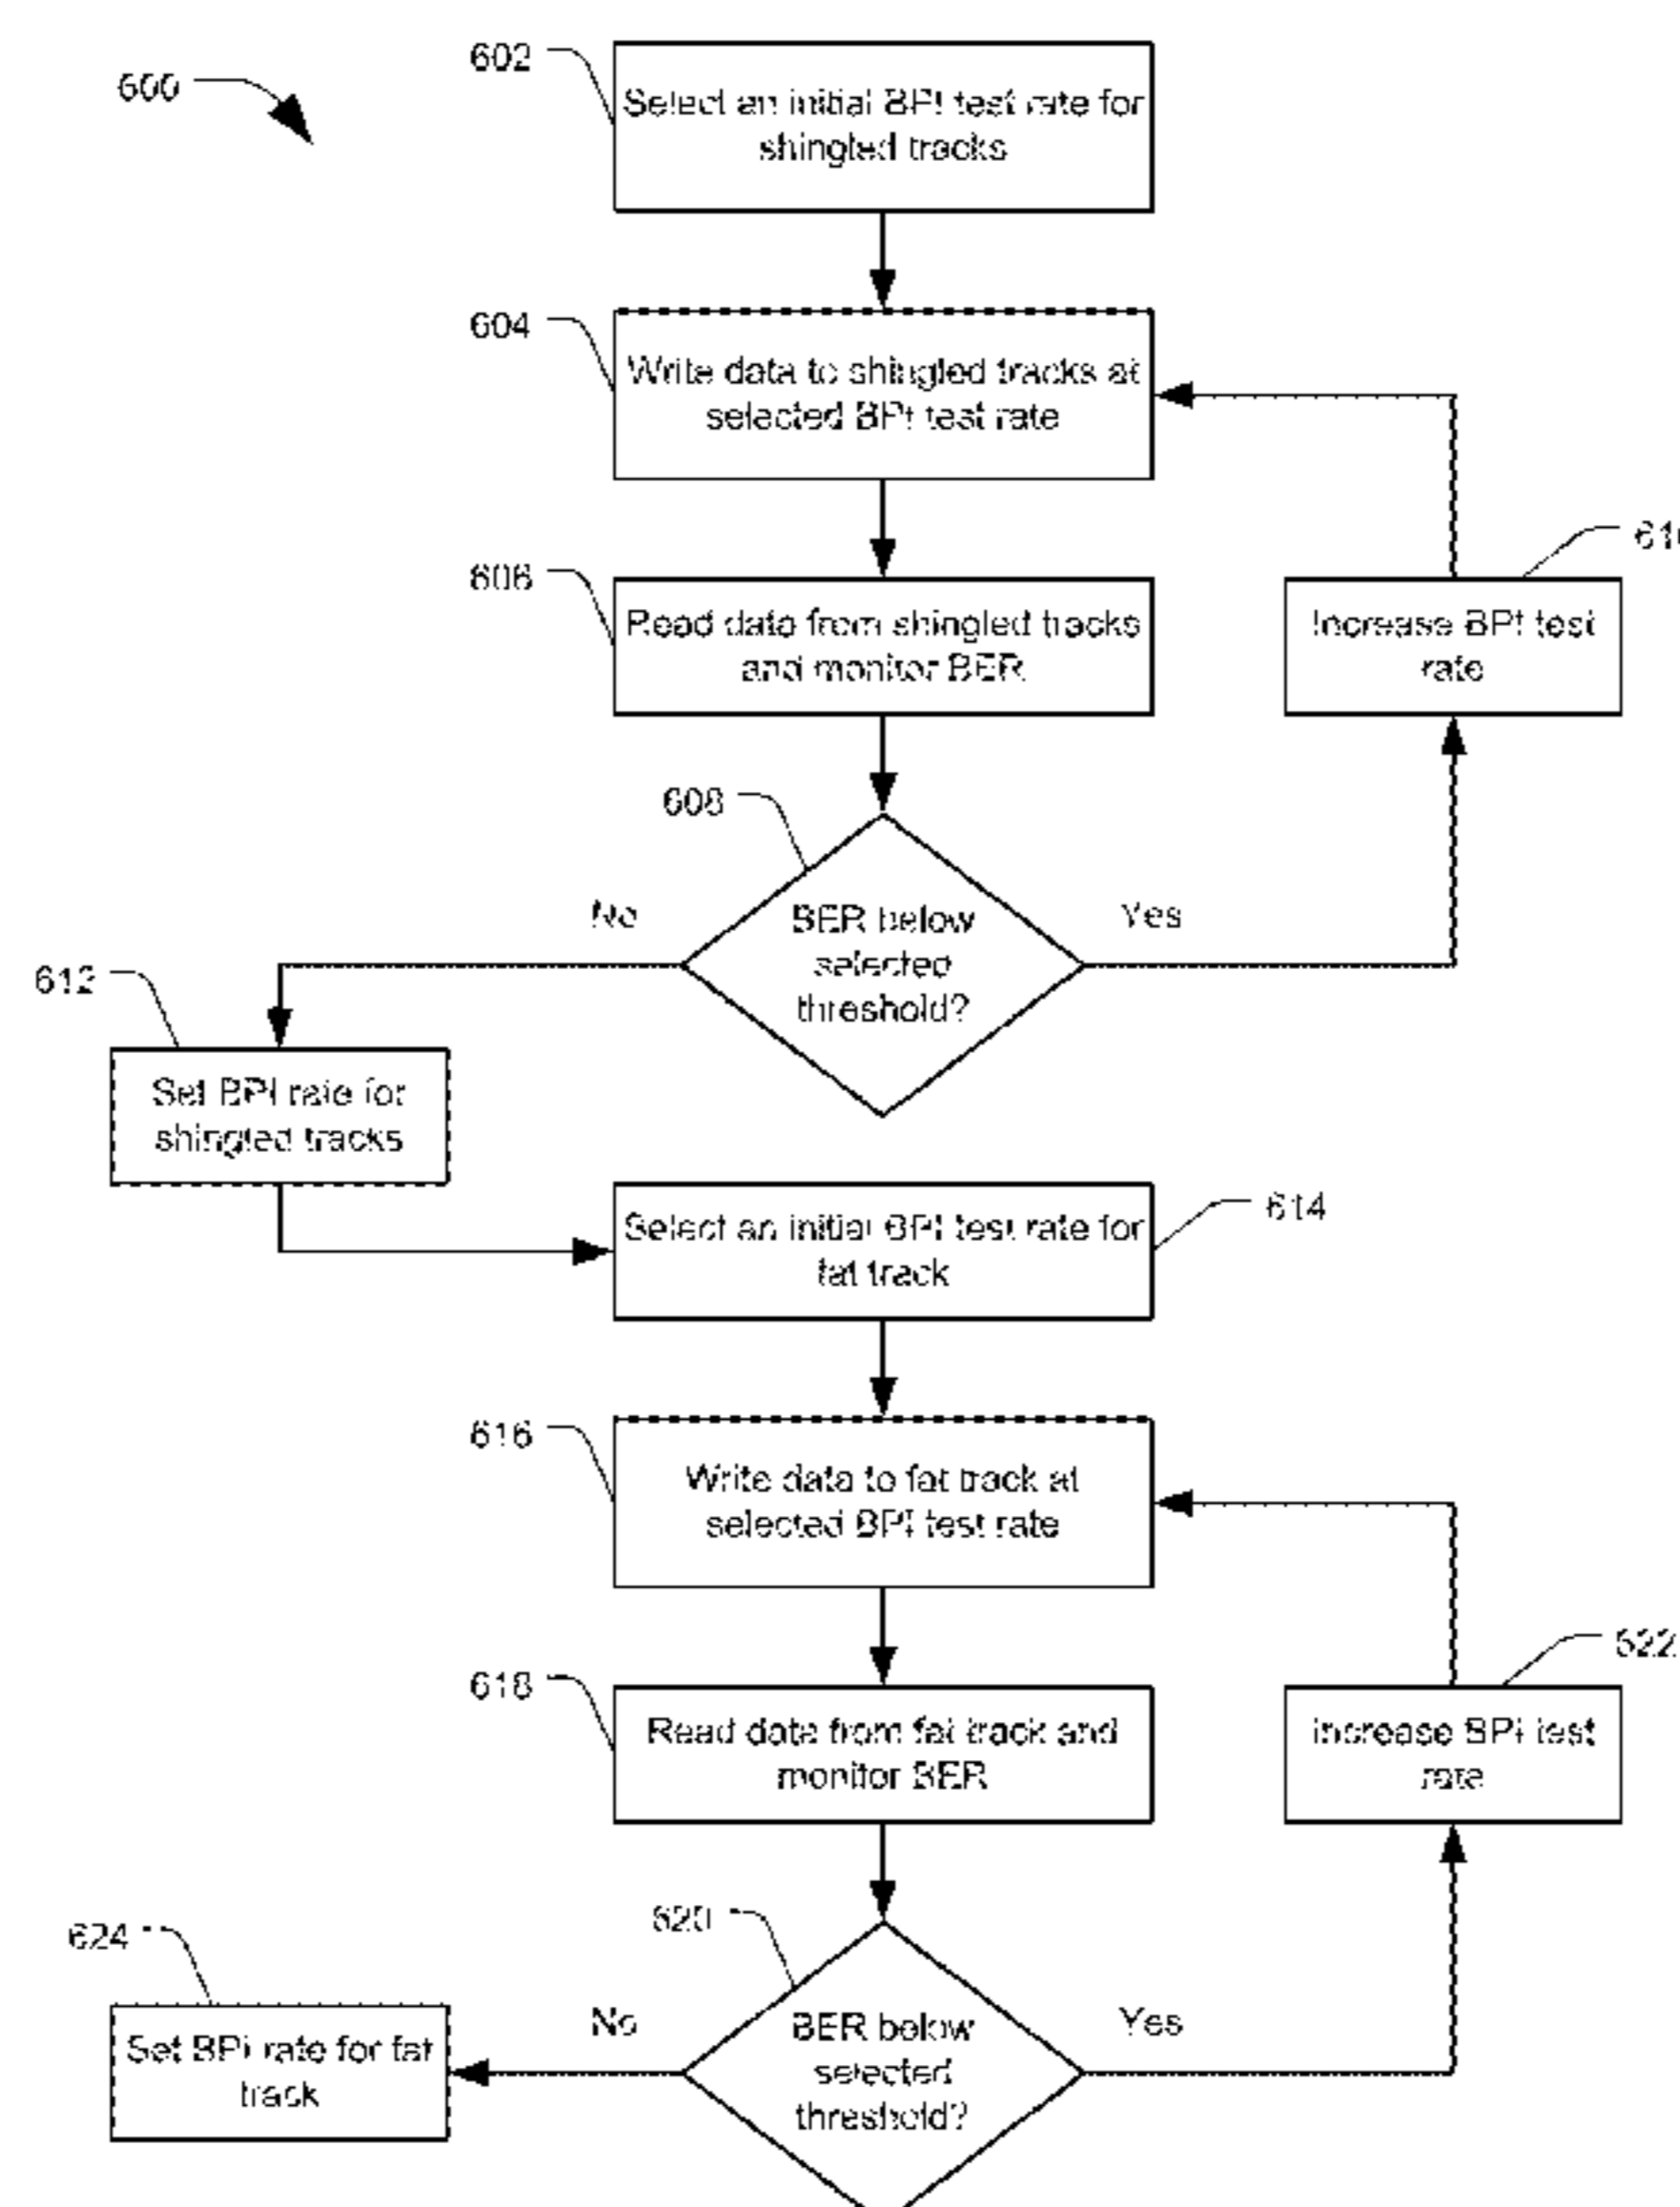 600
602
Select an initial BPI test rate for
shingled tracks
604
Write data to shingled tracks at
selected BPI test rate
606
Read data from shingled tracks
and monitor BER
Increase BPI test
rate
608
No
BER below
selected
threshold?
Yes
612
Set BPI rate for
shingled tracks
Select an initial BPI test rate for
fat track
614
616
Write data to fat track at
selected BPI test rate
618
Read data from fat track and
monitor BER
622
Increase BPI test
rate
620
624
No
BER below
selected
threshold?
Yes
Set BPI rate for fat
track